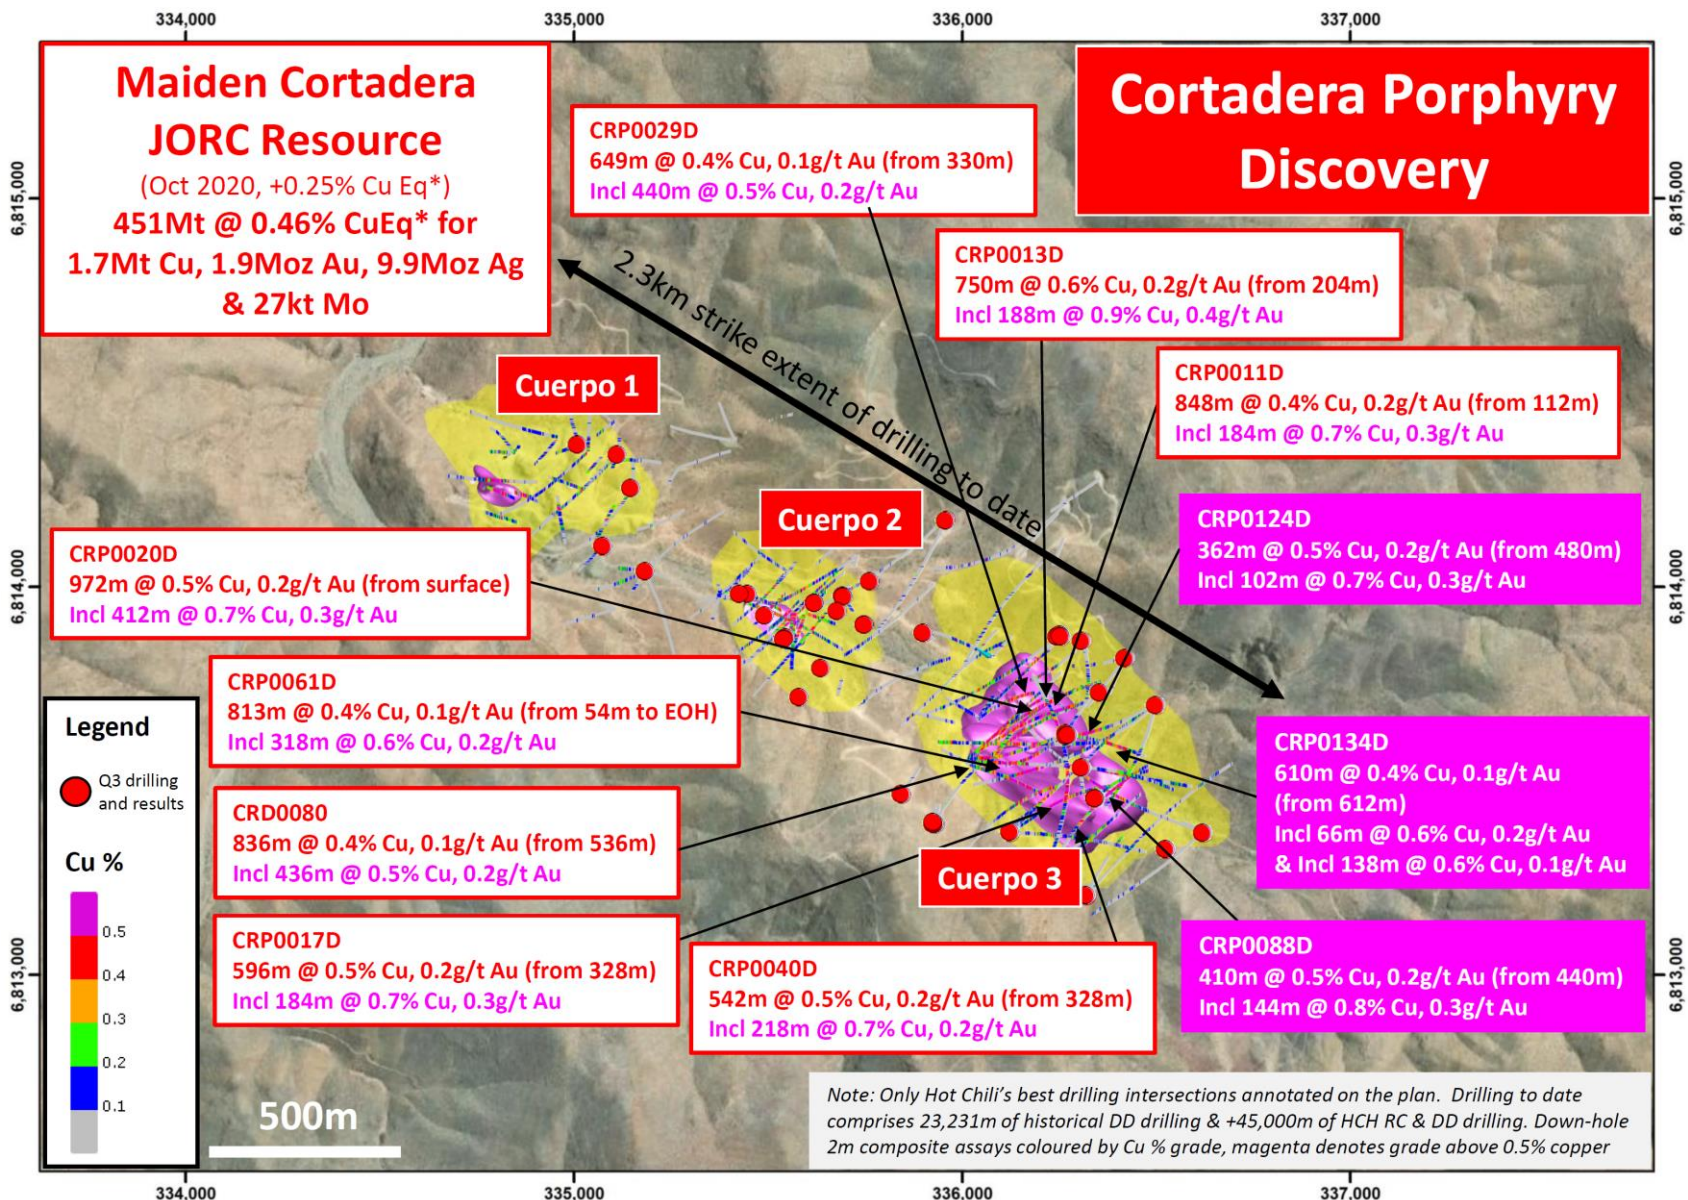 334,000
335,000
336,000
337,000
Maiden Cortadera
JORC Resource
(Oct 2020, +0.25% Cu Eq*)
451Mt @ 0.46% CuEq* for
1.7Mt Cu, 1.9Moz Au, 9.9Moz Ag
& 27kt Mo
Cortadera Porphyry
Discovery
CRP0029D
649m @ 0.4% Cu, 0.1g/t Au (from 330m)
Incl 440m @ 0.5% Cu, 0.2g/t Au
6,815,000
6,815,000
CRP0013D
750m @ 0.6% Cu, 0.2g/t Au (from 204m)
Incl 188m @ 0.9% Cu, 0.4g/t Au
2.3km strike extent of drilling to date
CRP0011D
848m @ 0.4% Cu, 0.2g/t Au (from 112m)
Incl 184m @ 0.7% Cu, 0.3g/t Au
Cuerpo 1
Cuerpo 2
CRP0124D
362m @ 0.5% Cu, 0.2g/t Au (from 480m)
Incl 102m @ 0.7% Cu, 0.3g/t Au
CRP0020D
972m @ 0.5% Cu, 0.2g/t Au (from surface)
Incl 412m @ 0.7% Cu, 0.3g/t Au
6,814,000
6,814,000
CRP0061D
813m @ 0.4% Cu, 0.1g/t Au (from 54m to EOH)
Incl 318m @ 0.6% Cu, 0.2g/t Au
CRP0134D
610m @ 0.4% Cu, 0.1g/t Au
(from 612m)
Incl 66m @ 0.6% Cu, 0.2g/t Au
& Incl 138m @ 0.6% Cu, 0.1g/t Au
CRD0080
836m @ 0.4% Cu, 0.1g/t Au (from 536m)
Incl 436m @ 0.5% Cu, 0.2g/t Au
Cuerpo 3
CRP0017D
596m @ 0.5% Cu, 0.2g/t Au (from 328m)
Incl 184m @ 0.7% Cu, 0.3g/t Au
CRP0040D
542m @ 0.5% Cu, 0.2g/t Au (from 328m)
Incl 218m @ 0.7% Cu, 0.2g/t Au
CRP0088D
410m @ 0.5% Cu, 0.2g/t Au (from 440m)
Incl 144m @ 0.8% Cu, 0.3g/t Au
6,813,000
6,813,000
Legend
Q3 drilling
and results
Cu %
0.5
0.4
0.3
0.2
0.1
500m
Note: Only Hot Chili's best drilling intersections annotated on the plan. Drilling to date
comprises 23,231m of historical DD drilling & +45,000m of HCH RC & DD drilling. Down-hole
2m composite assays coloured by Cu % grade, magenta denotes grade above 0.5% copper
334,000
335,000
336,000
337,000